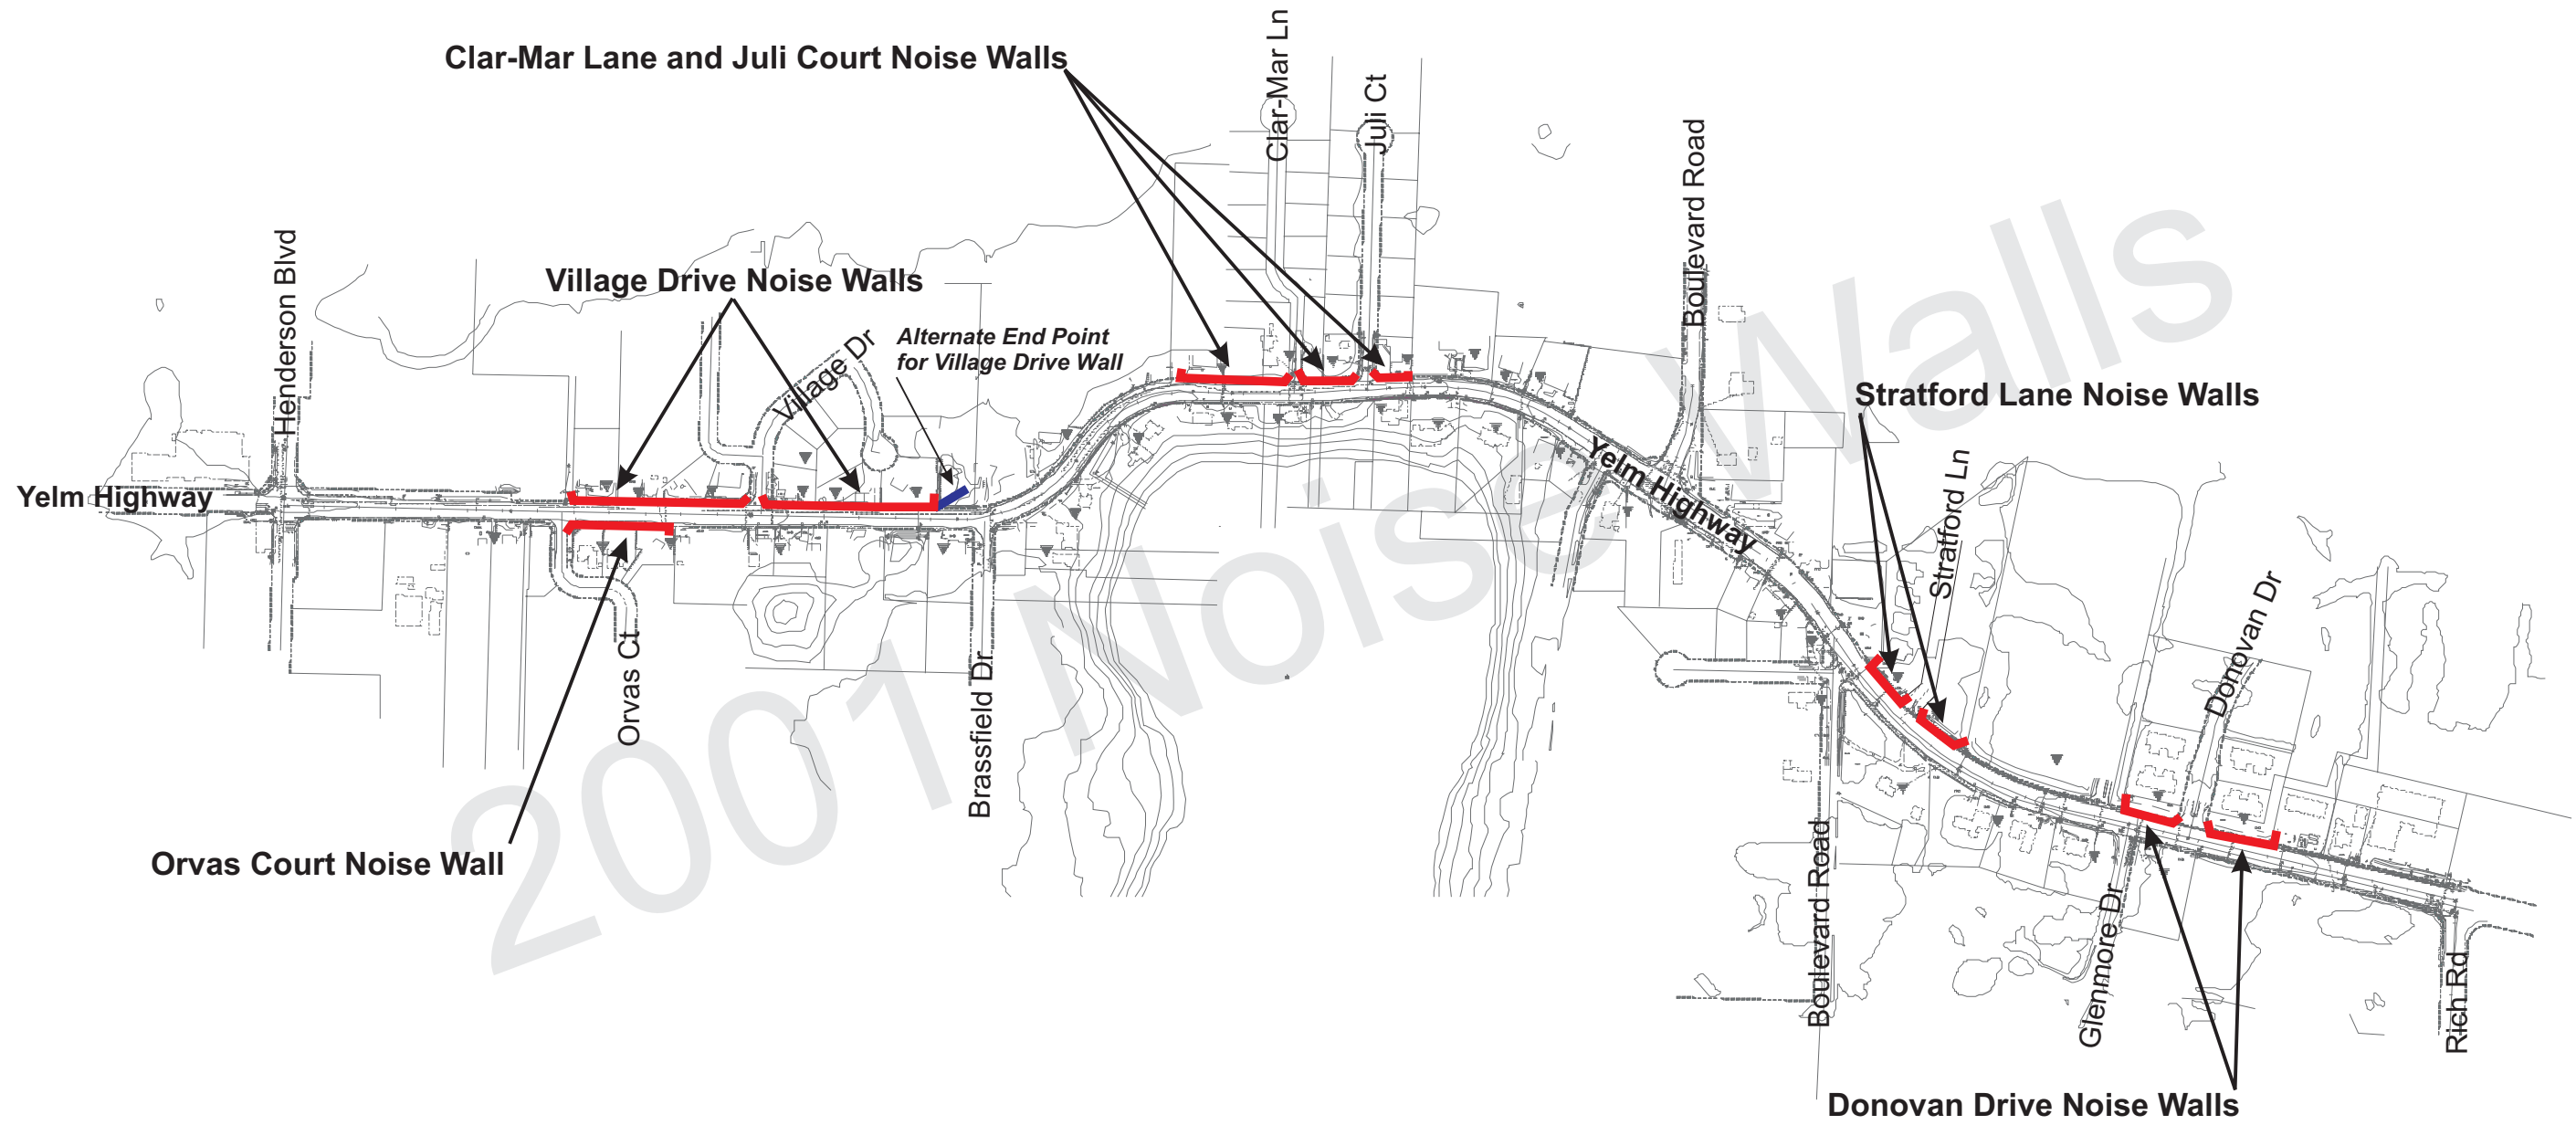 Clar-Mar Lane and Juli Court Noise Walls
Clar-Mar Ln
Juli Ct
Boulevard Road
Henderson Blvd
Village Drive Noise Walls
Village Dr
Alternate End Point
for Village Drive Wall
Stratford Lane Noise Walls
Yelm Highway
Yelm Highway
Stratford Ln
Donovan Dr
Orvas Ct
Brassfield Dr
Orvas Court Noise Wall
Boulevard Road
Glenmore Dr
Rich Rd
Donovan Drive Noise Walls
2001 Noise Walls